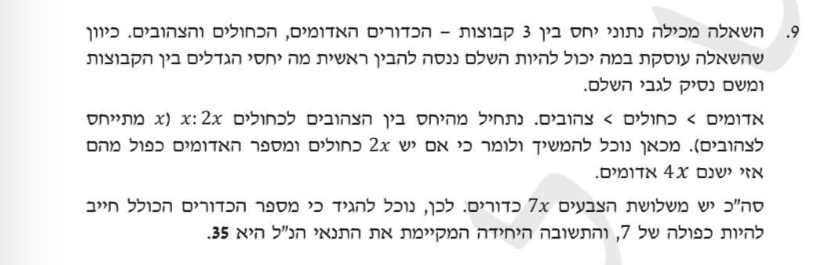 9. השאלה מכילה נתוני יחס בין 3 קבוצות – הכדורים האדומים, הכחולים והצהובים. כיוון
שהשאלה עוסקת במה יכול להיות השלם ננסה להבין ראשית מה יחסי הגדלים בין הקבוצות
ומשם נסיק לגבי השלם.
אדומים > כחולים > צהובים. נתחיל מהיחס בין הצהובים לכחולים x: 2x (x מתייחס
לצהובים). מכאן נוכל להמשיך ולומר כי אם יש 2x כחולים ומספר האדומים כפול מהם
אזי ישנם 4x אדומים.
סה"כ יש משלושת הצבעים 7x כדורים. לכן, נוכל להגיד כי מספר הכדורים הכולל חייב
להיות כפולה של 7, והתשובה היחידה המקיימת את התנאי הנ"ל היא 35.